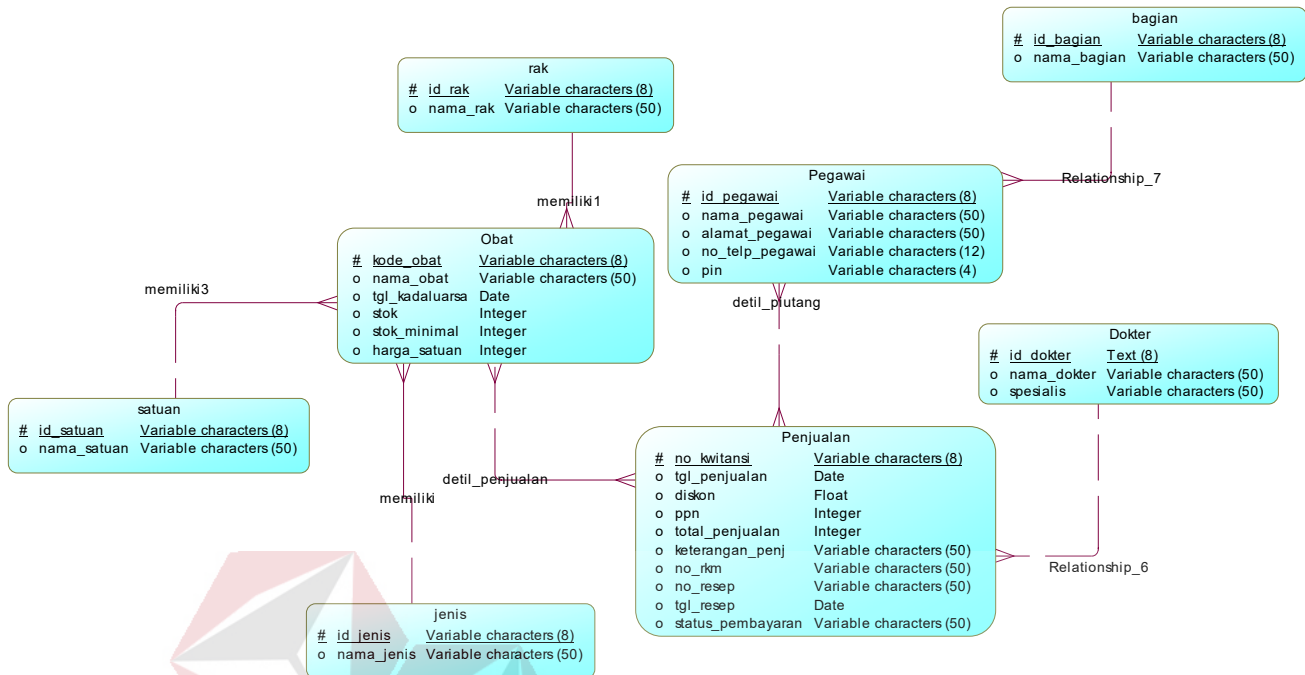 bagian
# id_bagian Variable characters (8)
o nama_bagian Variable characters (50)
rak
# id_rak Variable characters (8)
o nama_rak Variable characters (50)
Relationship_7
Pegawai
# id_pegawai Variable characters (8)
o nama_pegawai Variable characters (50)
o alamat_pegawai Variable characters (50)
o no_telp_pegawai Variable characters (12)
o pin Variable characters (4)
memiliki1
Obat
# kode_obat Variable characters (8)
o nama_obat Variable characters (50)
o tgl_kadaluarsa Date
o stok Integer
o stok_minimal Integer
o harga_satuan Integer
memiliki3
detil_piutang
Dokter
# id_dokter Text (8)
o nama_dokter Variable characters (50)
o spesialis Variable characters (50)
satuan
# id_satuan Variable characters (8)
o nama_satuan Variable characters (50)
Penjualan
# no_kwitansi Variable characters (8)
o tgl_penjualan Date
o diskon Float
o ppn Integer
o total_penjualan Integer
o keterangan_penj Variable characters (50)
o no_rkm Variable characters (50)
o no_resep Variable characters (50)
o tgl_resep Date
o status_pembayaran Variable characters (50)
detil_penjualan
memiliki
Relationship_6
jenis
# id_jenis Variable characters (8)
o nama_jenis Variable characters (50)